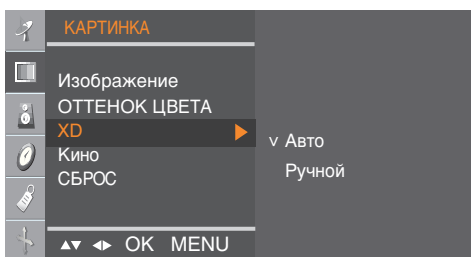 КАРТИНКА
Изображение
ОТТЕНОК ЦВЕТА
XD
Кино
СБРОС
v Авто
Ручной
▲▼ ◀▶ OK MENU